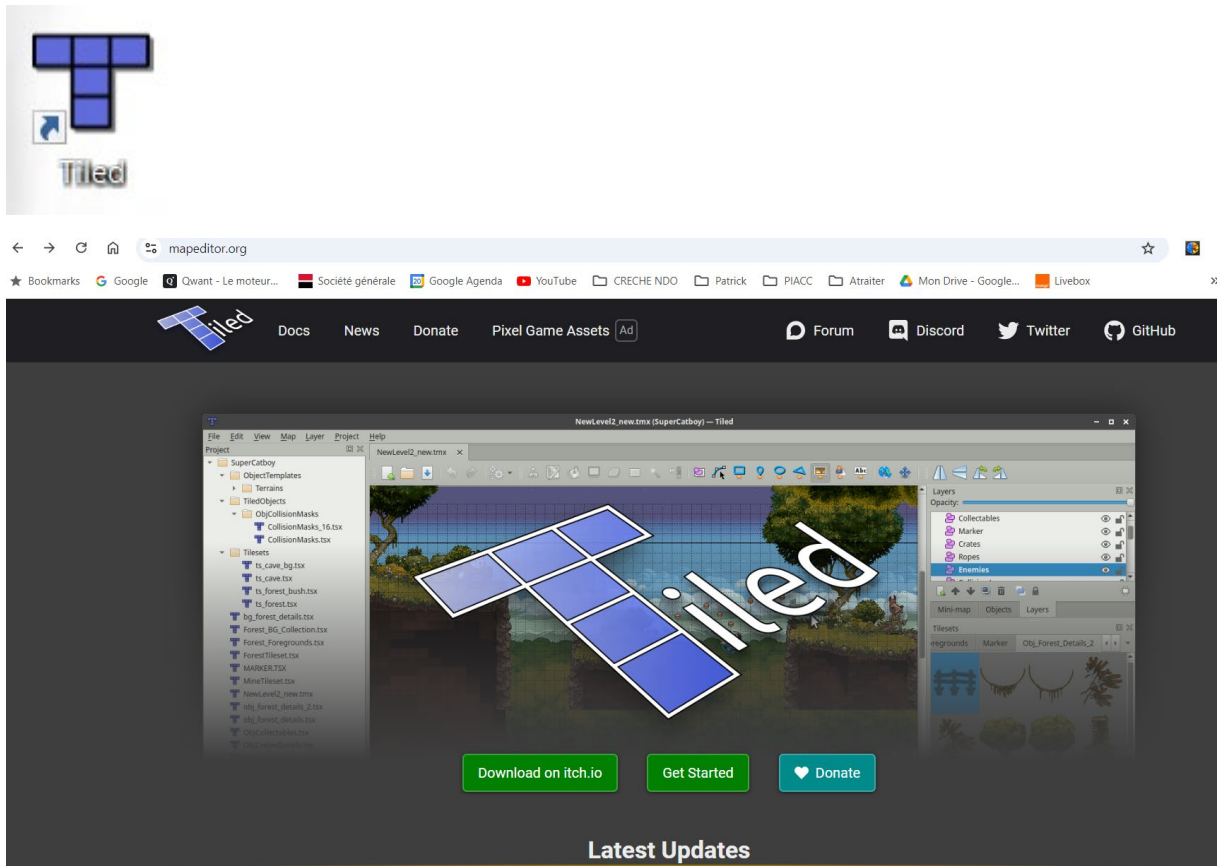 Tiled
mapeditor.org
Bookmarks Google Qwant - Le moteur... Société générale Google Agenda YouTube CRECHE NDO Patrick PIACC Atraiter Mon Drive - Google... Livebox »
Tiled Docs News Donate Pixel Game Assets Ad Forum Discord Twitter GitHub
NewLevel2_new.tmx (SuperCatboy) — Tiled
File Edit View Map Layer Project Help
Project
NewLevel2_new.tmx
SuperCatboy
ObjectTemplates
Terrains
TiledObjects
ObjCollisionMasks
CollisionMasks_16.tsx
CollisionMasks.tsx
Tilesets
ts_cave_bg.tsx
ts_cave.tsx
ts_forest_bush.tsx
ts_forest.tsx
bg_forest_details.tsx
Forest_BG_Collection.tsx
Forest_Foregrounds.tsx
ForestTileset.tsx
MARKER.TSX
MineTileset.tsx
NewLevel2_new.tmx
obj_forest_details_2.tsx
obj_forest_details.tsx
ObjCollectables.tsx
Abc
Tiled
Layers
Opacity:
Collectables
Marker
Crates
Ropes
Enemies
Mini-map Objects Layers
Tilesets
regrounds Marker Obj_Forest_Details_2
Download on itch.io Get Started Donate
Latest Updates